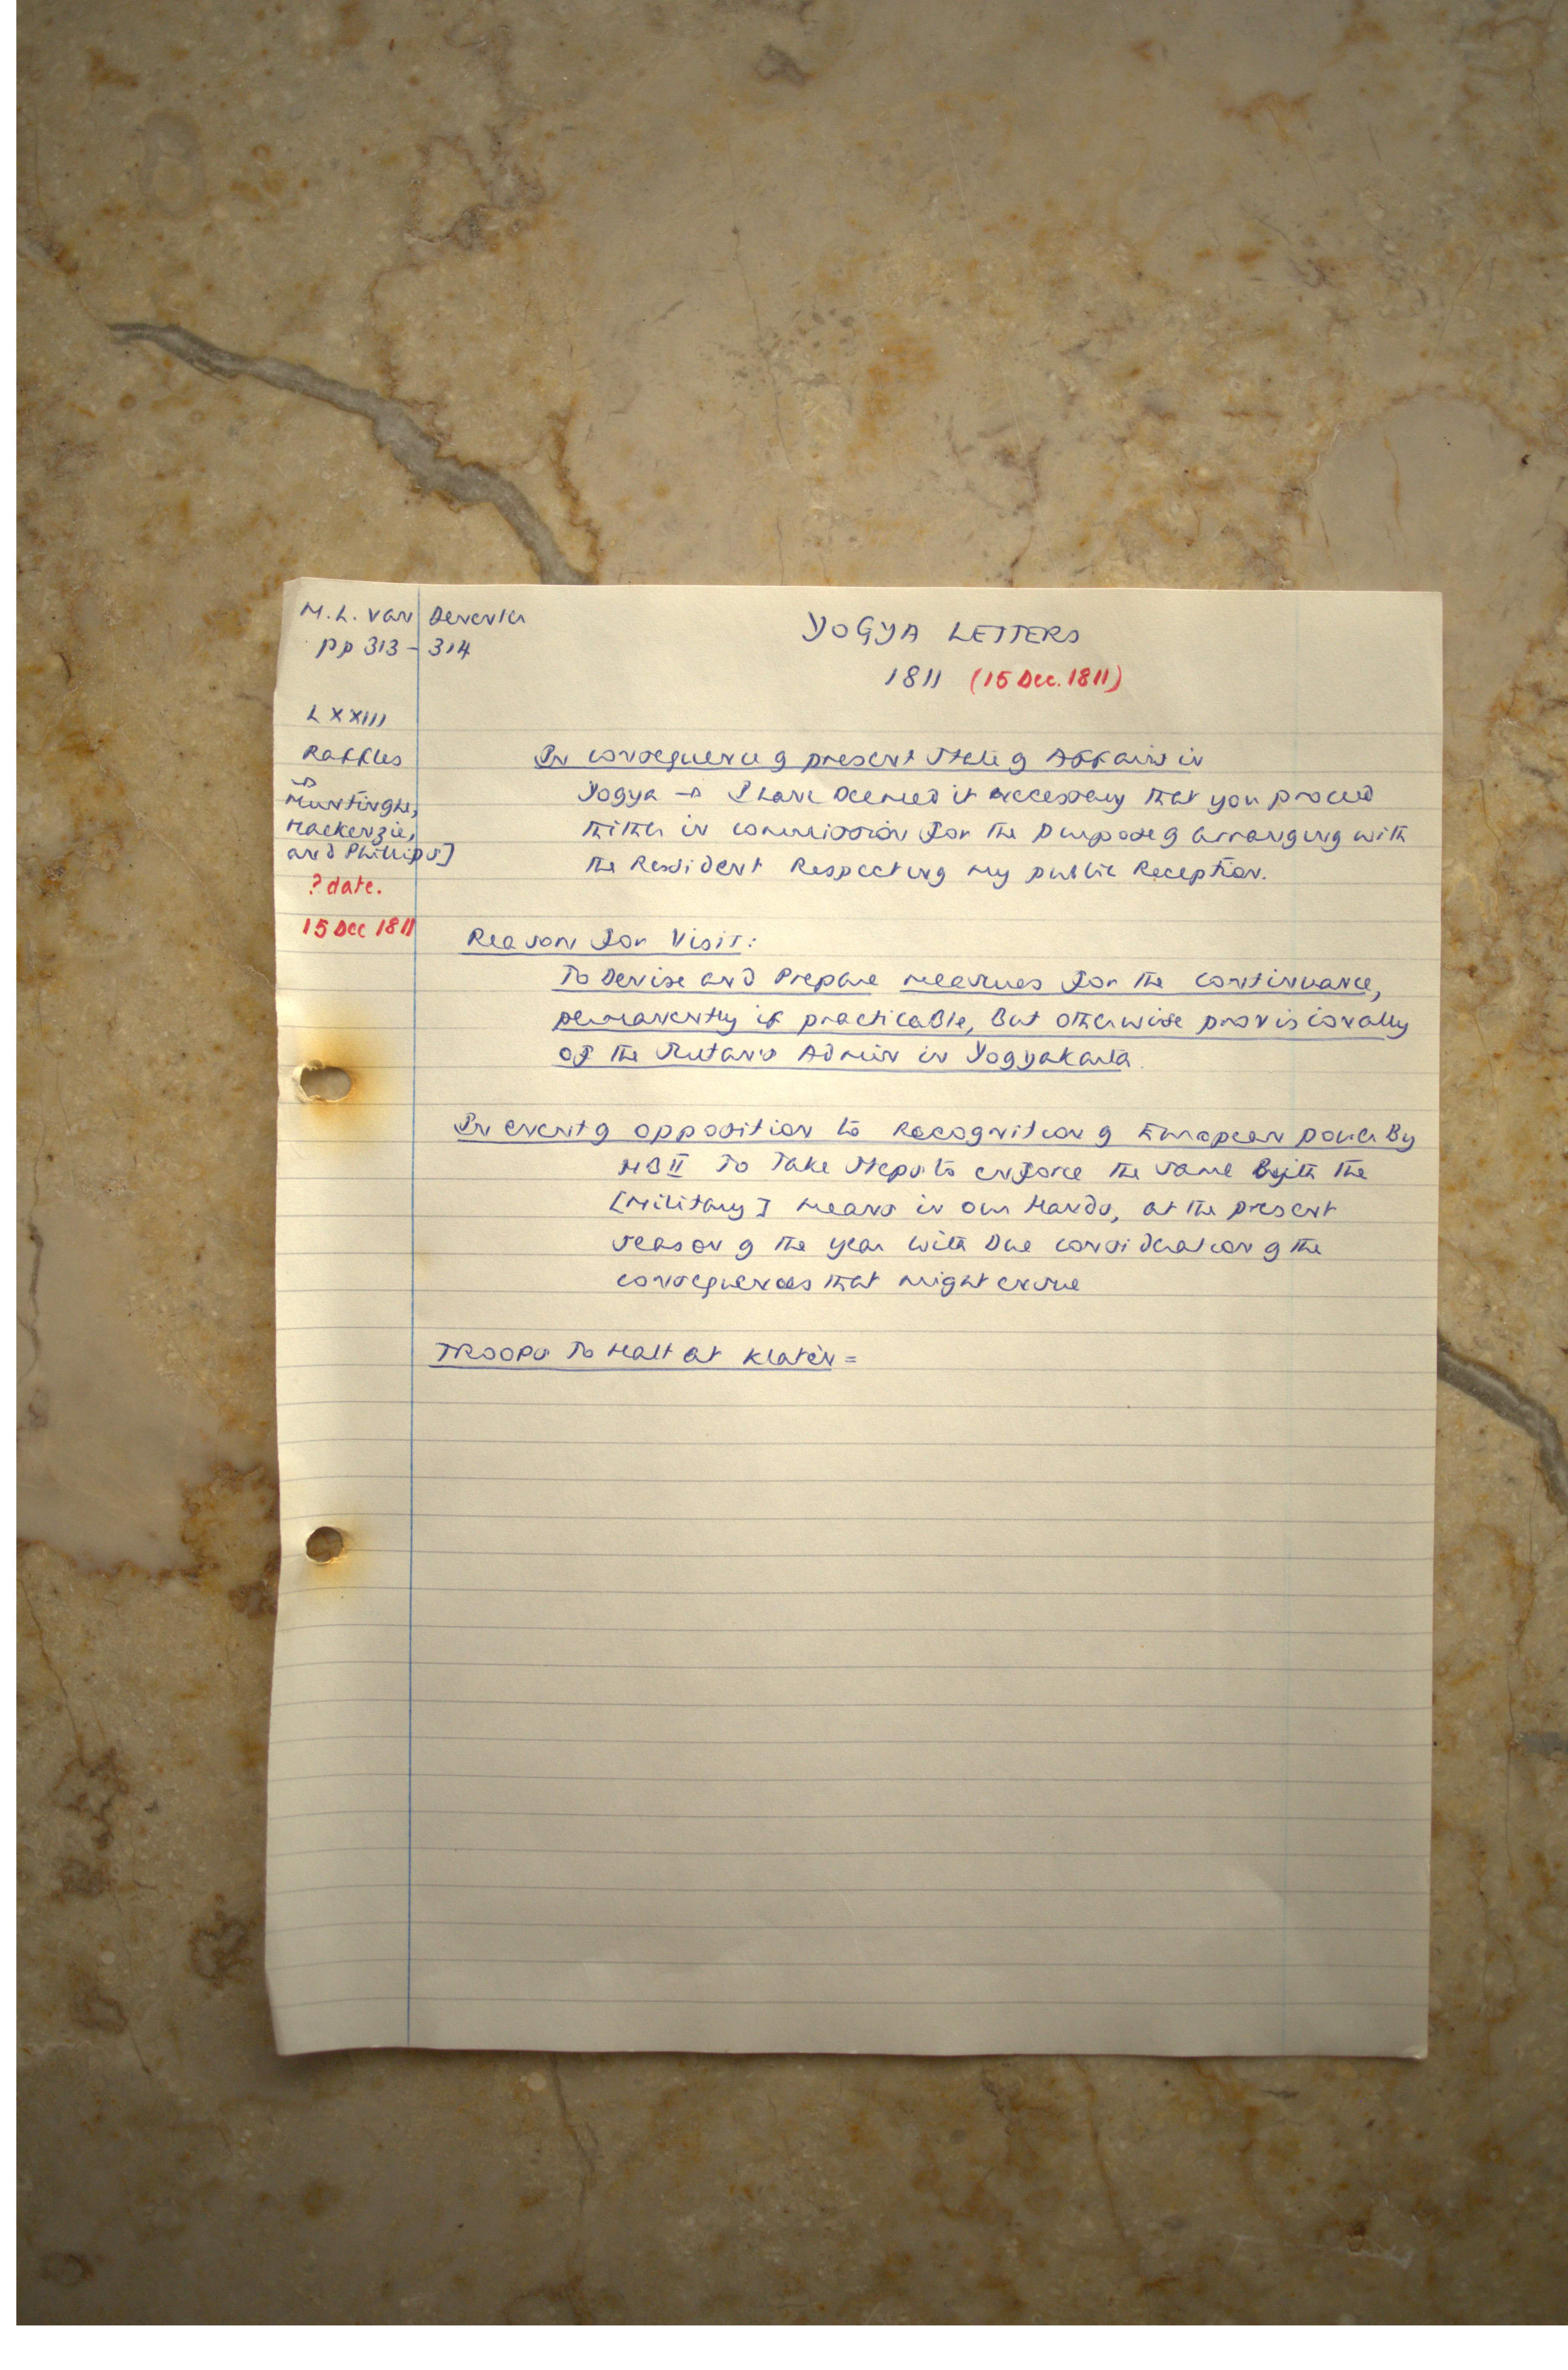 M.L. van Deventer
pp 313-314
YOGYA LETTERS
1811 (15 Dec. 1811)
LXXIII
Raffles
→
Muntinghe,
Mackenzie,
and Phillips]
? date.
15 Dec 1811
In consequence of present State of Affairs in
Yogya → I have Deemed it necessary that you proceed
thither in commission for the purpose of arranging with
the Resident Respecting my public Reception.
Reason for Visit:
To Devise and Prepare measures for the continuance,
permanently if practicable, But otherwise provisionally
of the Sultan's Admin in Yogyakarta.
In event of opposition to Recognition of European power By
HB II To Take Steps to enforce the same with the
[Military] means in our Hands, at the present
season of the year with Due consideration of the
consequences that might ensue
TROOPS To Halt at Klatèn =